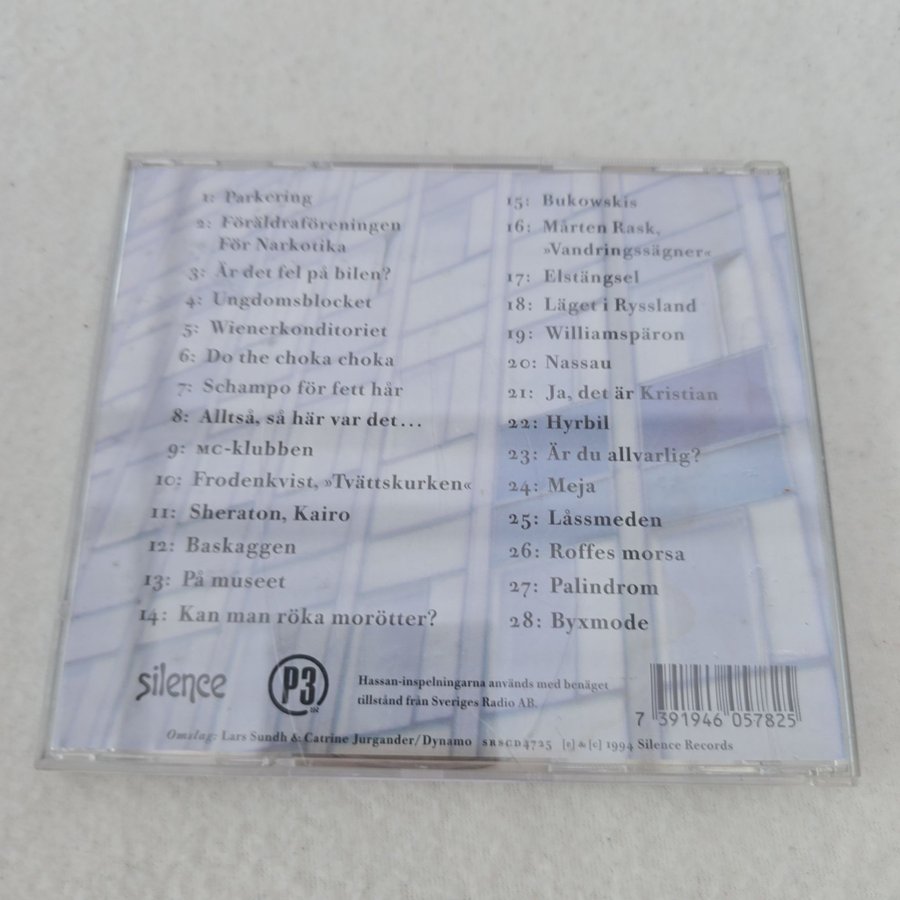 1: Parkering
2: Föräldraföreningen
För Narkotika
3: Är det fel på bilen?
4: Ungdomsblocket
5: Wienerkonditoriet
6: Do the choka choka
7: Schampo för fett hår
8: Alltså, så här var det...
9: MC-klubben
10: Frodenkvist, »Tvättskurken«
11: Sheraton, Kairo
12: Baskaggen
13: På museet
14: Kan man röka morötter?
15: Bukowskis
16: Mårten Rask,
»Vandringssägner«
17: Elstängsel
18: Läget i Ryssland
19: Williamspäron
20: Nassau
21: Ja, det är Kristian
22: Hyrbil
23: Är du allvarlig?
24: Meja
25: Låssmeden
26: Roffes morsa
27: Palindrom
28: Byxmode
silence
P3
SR
Hassan-inspelningarna används med benäget
tillstånd från Sveriges Radio AB.
7 391946 057825
Omslag: Lars Sundh & Catrine Jurgander/Dynamo SRSCD4725 [p] & [c] 1994 Silence Records